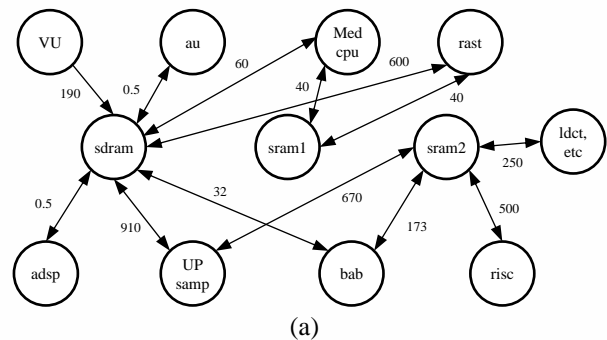 VU
au
Med
cpu
rast
190
0.5
60
600
40
40
sdram
sram1
sram2
ldct,
etc
250
0.5
910
32
670
173
500
adsp
UP
samp
bab
risc
(a)